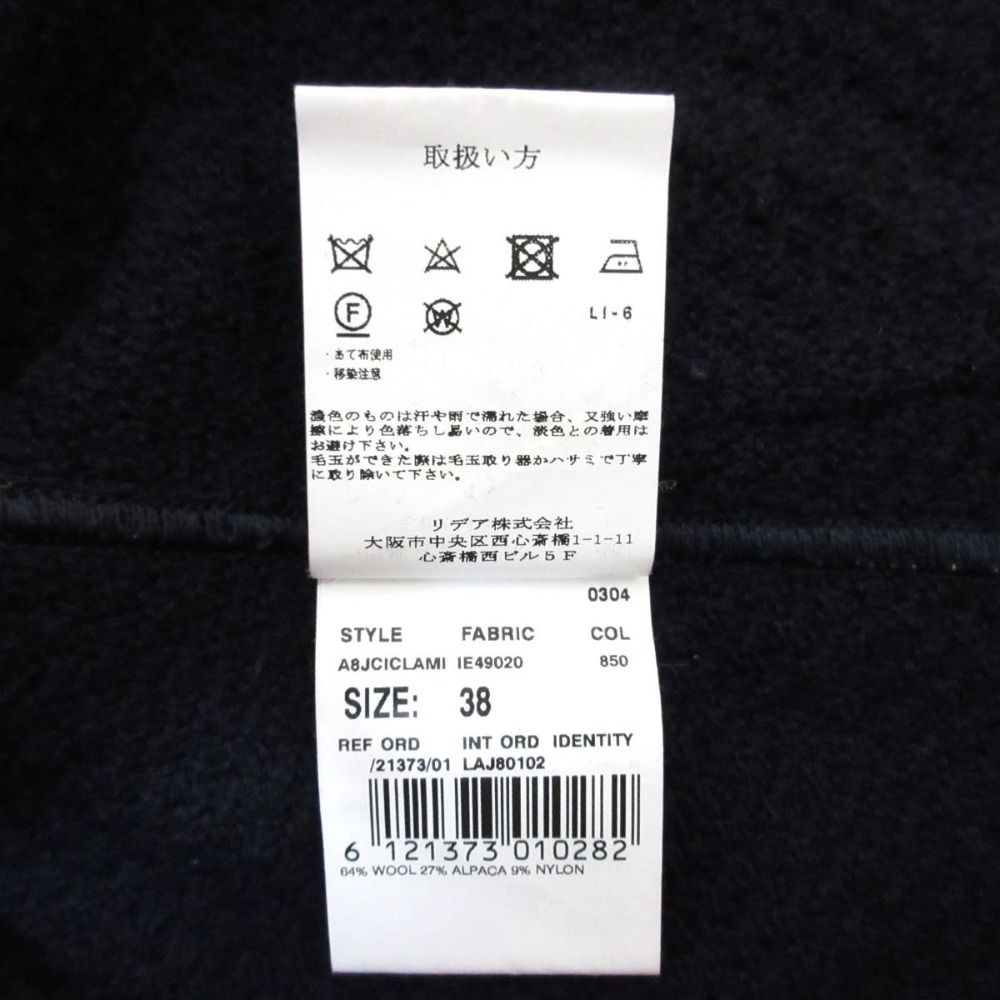 取扱い方
F W LI-6
・あて布使用
・移染注意
濃色のものは汗や雨で濡れた場合、又強い摩
擦により色落ちし易いので、淡色との着用は
お避け下さい。
毛玉ができた際は毛玉取り器かハサミで丁寧
に取り除いて下さい。
リデア株式会社
大阪市中央区西心斎橋1-1-11
心斎橋西ビル5F
0304
STYLE FABRIC COL
A8JCICLAMI IE49020 850
SIZE: 38
REF ORD INT ORD IDENTITY
/21373/01 LAJ80102
6 121373 010282
64% WOOL 27% ALPACA 9% NYLON